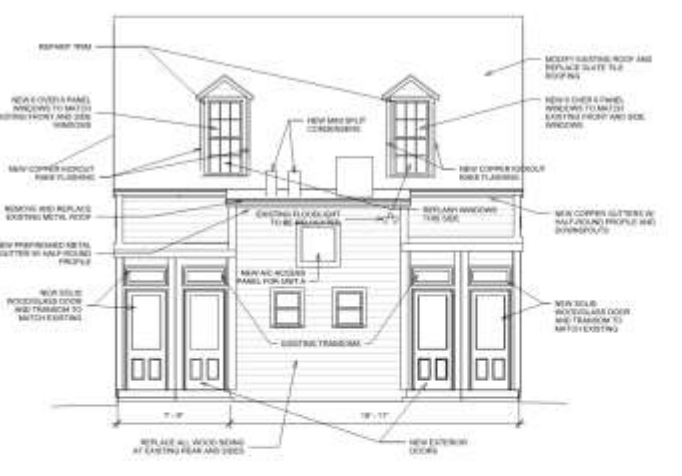 REPAINT TRIM
MODIFY EXISTING ROOF AND
REPLACE SLATE TILE
ROOFING
NEW 6 OVER 6 PANEL
WINDOWS TO MATCH
EXISTING FRONT AND SIDE
WINDOWS
NEW MINI SPLIT
CONDENSERS
NEW 6 OVER 6 PANEL
WINDOWS TO MATCH
EXISTING FRONT AND SIDE
WINDOWS
NEW COPPER KICKOUT
RAKE FLASHING
NEW COPPER KICKOUT
RAKE FLASHING
REMOVE AND REPLACE
EXISTING METAL ROOF
EXISTING FLOODLIGHT
TO BE
REFLASH WINDOWS
THIS SIDE
NEW COPPER GUTTERS W/
HALF-ROUND PROFILE AND
DOWNSPOUTS
NEW PREFINISHED METAL
GUTTER W/ HALF-ROUND
PROFILE
NEW A/C ACCESS
PANEL FOR UNIT A
NEW SOLID
WOOD/GLASS DOOR
AND TRANSOM TO
MATCH EXISTING
NEW SOLID
WOOD/GLASS DOOR
AND TRANSOM TO
MATCH EXISTING
EXISTING TRANSOMS
REPLACE ALL WOOD SIDING
AT EXISTING REAR AND SIDES
NEW EXTERIOR
DOORS